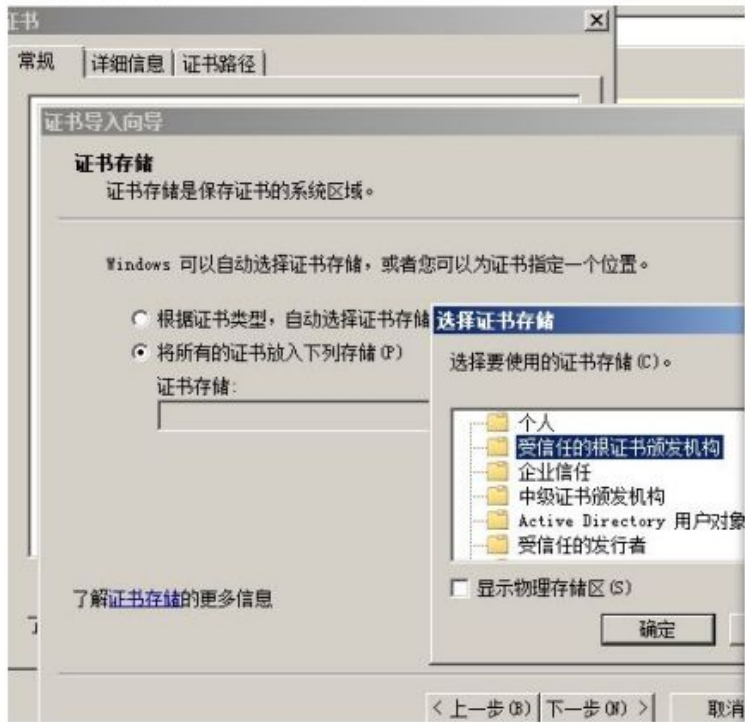 证书
常规 详细信息 证书路径
证书导入向导
证书存储
证书存储是保存证书的系统区域。
Windows 可以自动选择证书存储，或者您可以为证书指定一个位置。
根据证书类型，自动选择证书存储
将所有的证书放入下列存储(P)
证书存储:
选择证书存储
选择要使用的证书存储(C)。
个人
受信任的根证书颁发机构
企业信任
中级证书颁发机构
Active Directory 用户对象
受信任的发行者
显示物理存储区(S)
确定
了解证书存储的更多信息
< 上一步(B) 下一步(N) > 取消